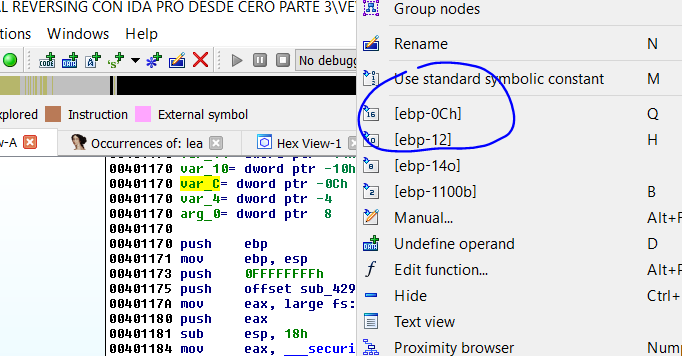 AL REVERSING CON IDA PRO DESDE CERO PARTE 3\VE
tions Windows Help
No debugg
xplored Instruction External symbol
w-A Occurrences of: lea Hex View-1
00401170 var_10= dword ptr -10h
00401170 var_C= dword ptr -0Ch
00401170 var_4= dword ptr -4
00401170 arg_0= dword ptr 8
00401170
00401170 push ebp
00401171 mov ebp, esp
00401173 push 0FFFFFFFFh
00401175 push offset sub_429
0040117A mov eax, large fs:
00401180 push eax
00401181 sub esp, 18h
00401184 mov eax, ___securi
Group nodes
Rename N
Use standard symbolic constant M
[ebp-0Ch] Q
[ebp-12] H
[ebp-14o]
[ebp-1100b] B
Manual... Alt+F
Undefine operand D
Edit function... Alt+P
Hide Ctrl+
Text view
Proximity browser Nump